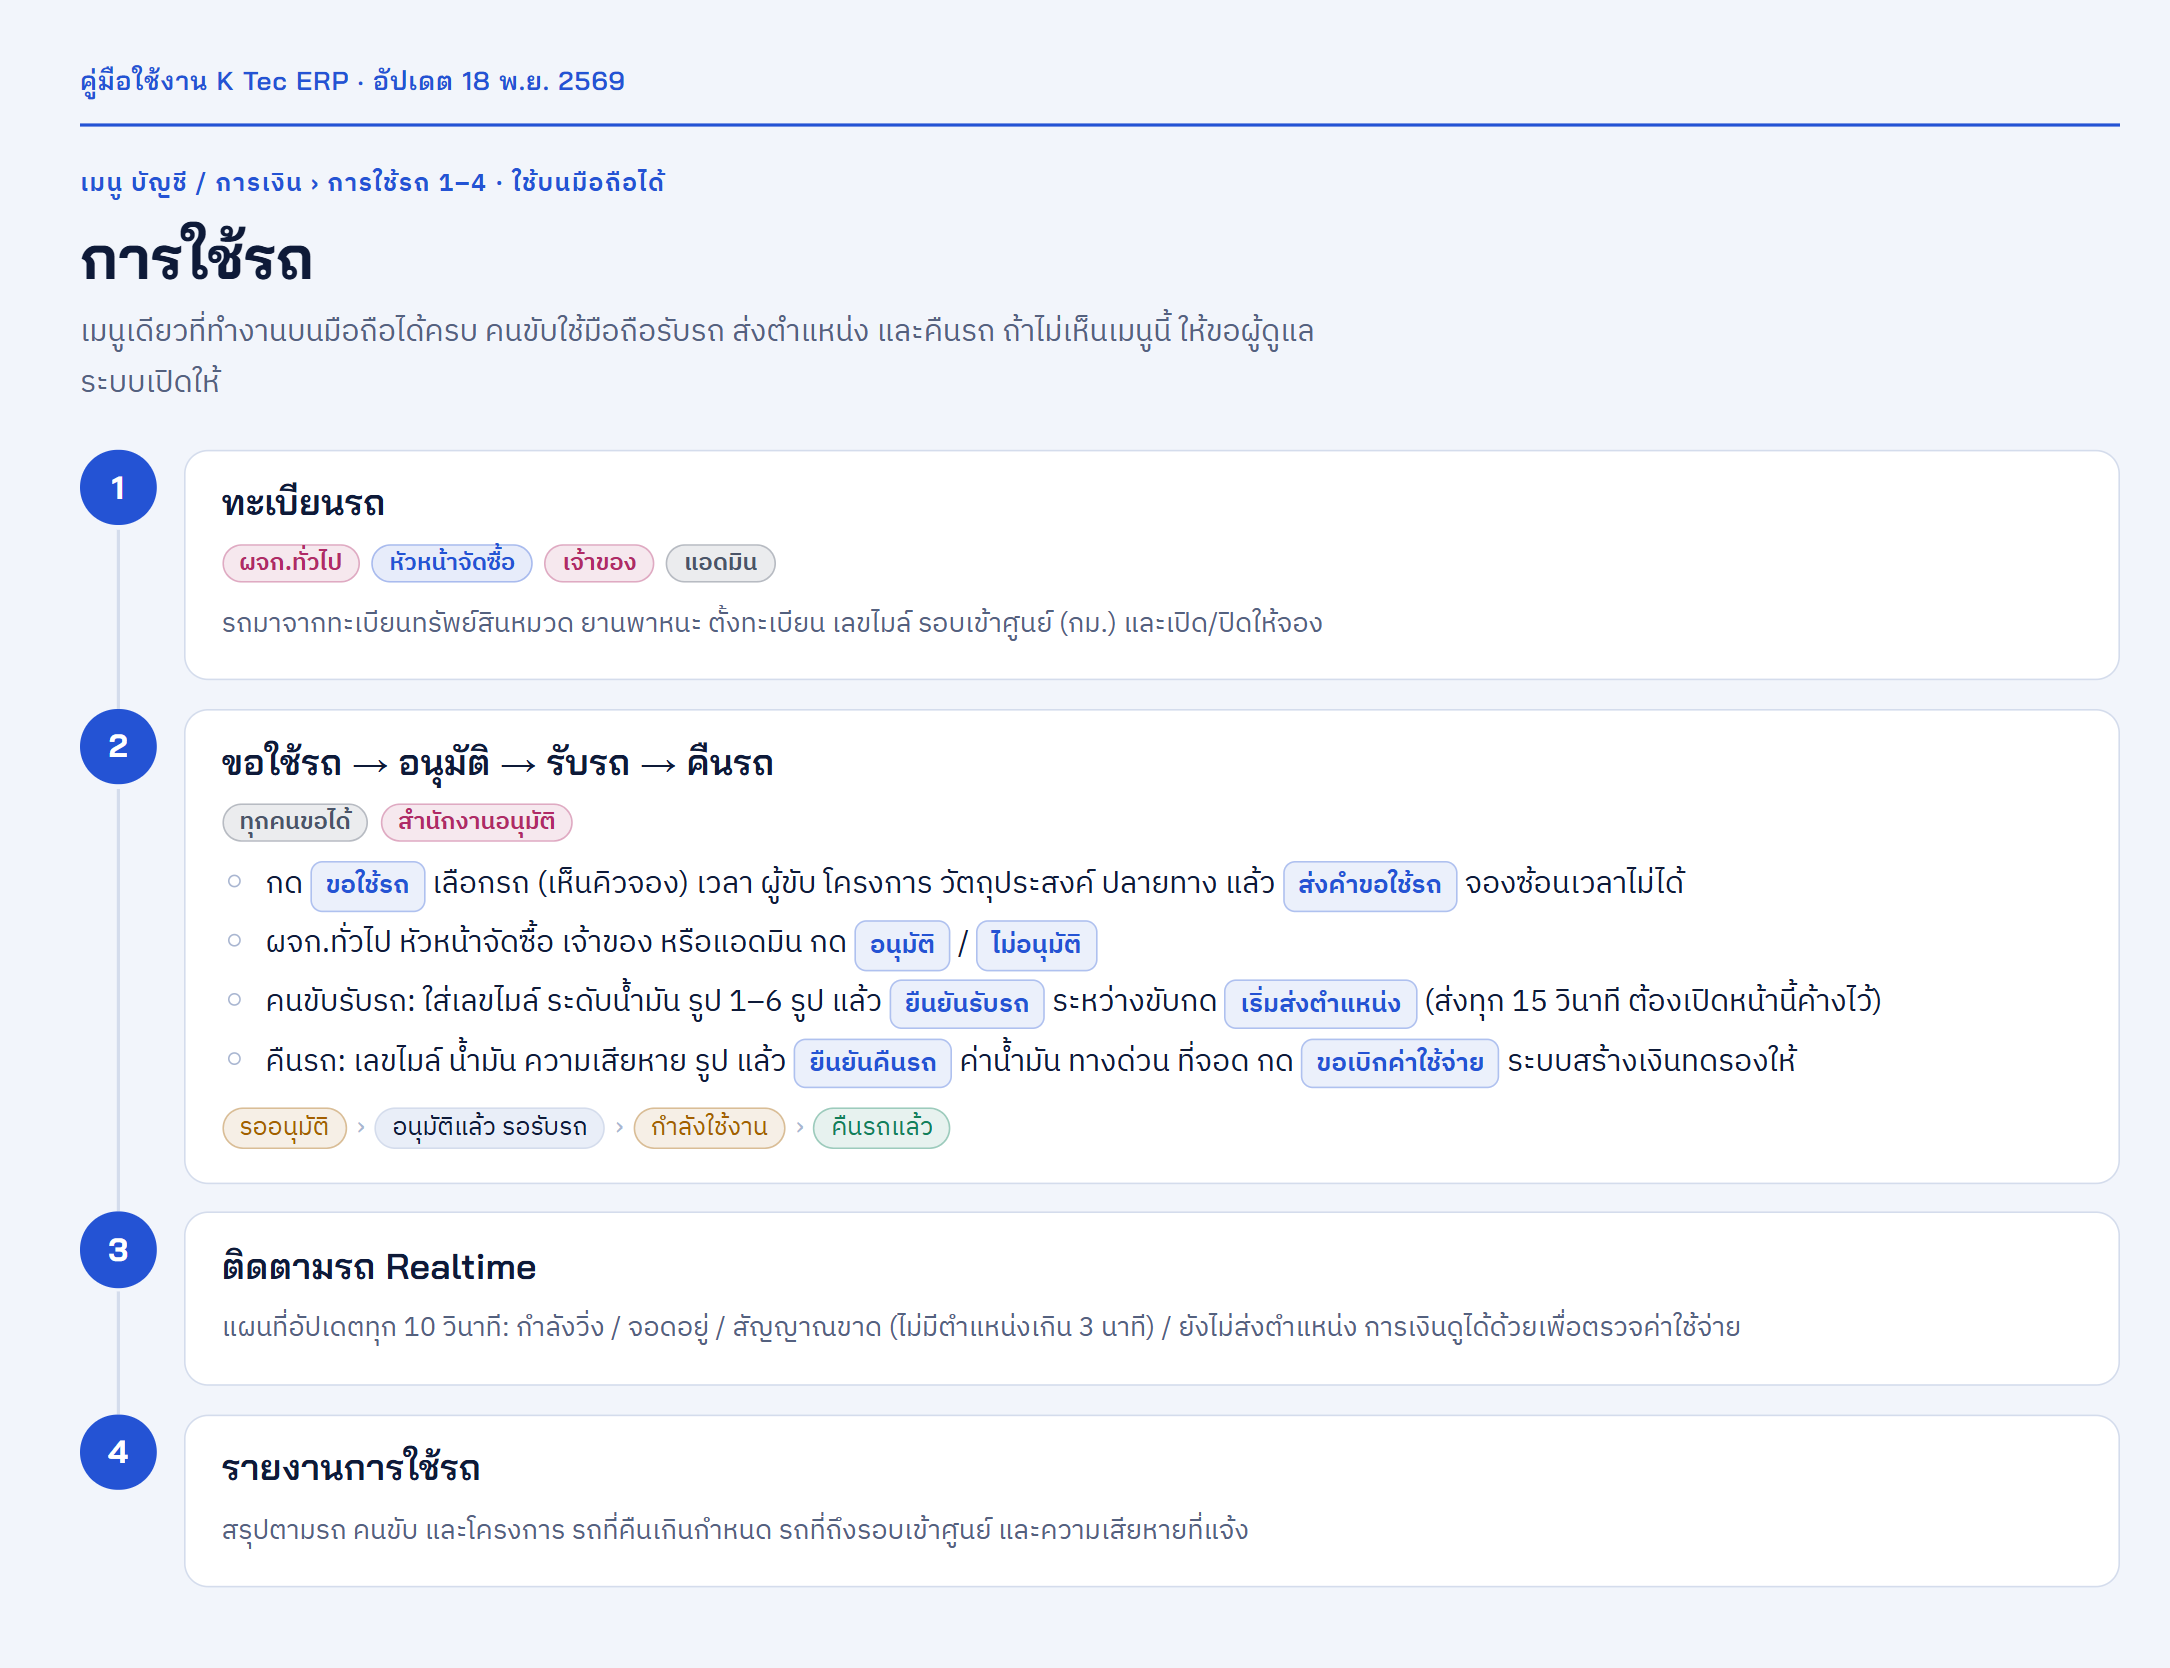 คู่มือใช้งาน K Tec ERP · อัปเดต 18 พ.ย. 2569
เมนู บัญชี / การเงิน › การใช้รถ 1–4 · ใช้บนมือถือได้
การใช้รถ
เมนูเดียวที่ทำงานบนมือถือได้ครบ คนขับใช้มือถือรับรถ ส่งตำแหน่ง และคืนรถ ถ้าไม่เห็นเมนูนี้ ให้ขอผู้ดูแล
ระบบเปิดให้
1
ทะเบียนรถ
ผจก.ทั่วไป หัวหน้าจัดซื้อ เจ้าของ แอดมิน
รถมาจากทะเบียนทรัพย์สินหมวด ยานพาหนะ ตั้งทะเบียน เลขไมล์ รอบเข้าศูนย์ (กม.) และเปิด/ปิดให้จอง
2
ขอใช้รถ → อนุมัติ → รับรถ → คืนรถ
ทุกคนขอได้ สำนักงานอนุมัติ
กด ขอใช้รถ เลือกรถ (เห็นคิวจอง) เวลา ผู้ขับ โครงการ วัตถุประสงค์ ปลายทาง แล้ว ส่งคำขอใช้รถ จองซ้อนเวลาไม่ได้
ผจก.ทั่วไป หัวหน้าจัดซื้อ เจ้าของ หรือแอดมิน กด อนุมัติ / ไม่อนุมัติ
คนขับรับรถ: ใส่เลขไมล์ ระดับน้ำมัน รูป 1–6 รูป แล้ว ยืนยันรับรถ ระหว่างขับกด เริ่มส่งตำแหน่ง (ส่งทุก 15 วินาที ต้องเปิดหน้านี้ค้างไว้)
คืนรถ: เลขไมล์ น้ำมัน ความเสียหาย รูป แล้ว ยืนยันคืนรถ ค่าน้ำมัน ทางด่วน ที่จอด กด ขอเบิกค่าใช้จ่าย ระบบสร้างเงินทดรองให้
รออนุมัติ › อนุมัติแล้ว รอรับรถ › กำลังใช้งาน › คืนรถแล้ว
3
ติดตามรถ Realtime
แผนที่อัปเดตทุก 10 วินาที: กำลังวิ่ง / จอดอยู่ / สัญญาณขาด (ไม่มีตำแหน่งเกิน 3 นาที) / ยังไม่ส่งตำแหน่ง การเงินดูได้ด้วยเพื่อตรวจค่าใช้จ่าย
4
รายงานการใช้รถ
สรุปตามรถ คนขับ และโครงการ รถที่คืนเกินกำหนด รถที่ถึงรอบเข้าศูนย์ และความเสียหายที่แจ้ง